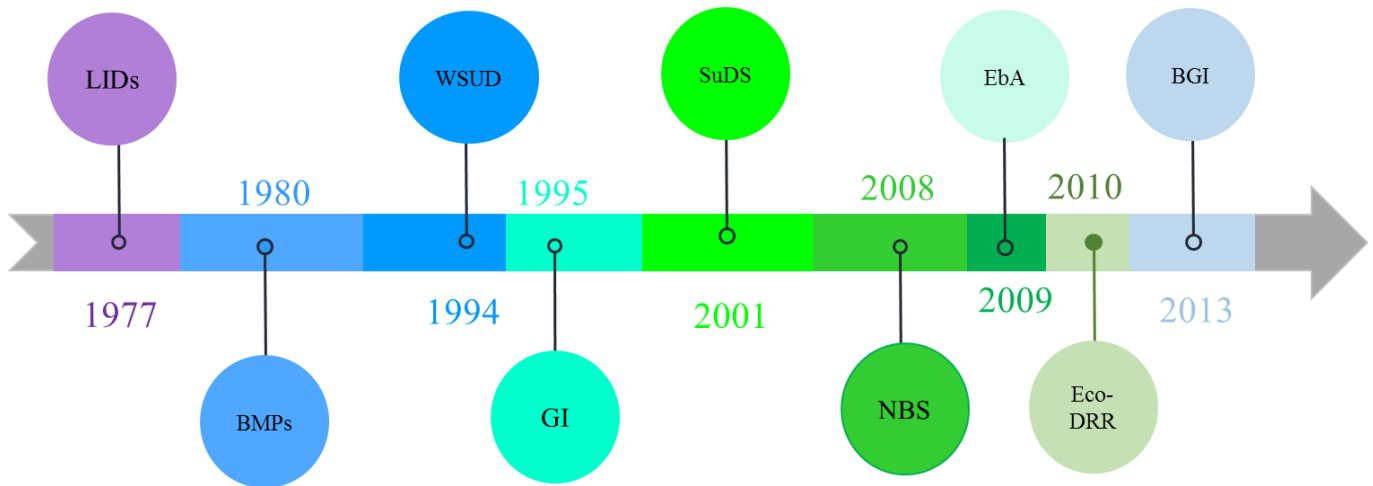 LIDs
WSUD
SuDS
EbA
BGI
1980
1995
2008
2010
1977
1994
2001
2009
2013
BMPs
GI
NBS
Eco-
DRR